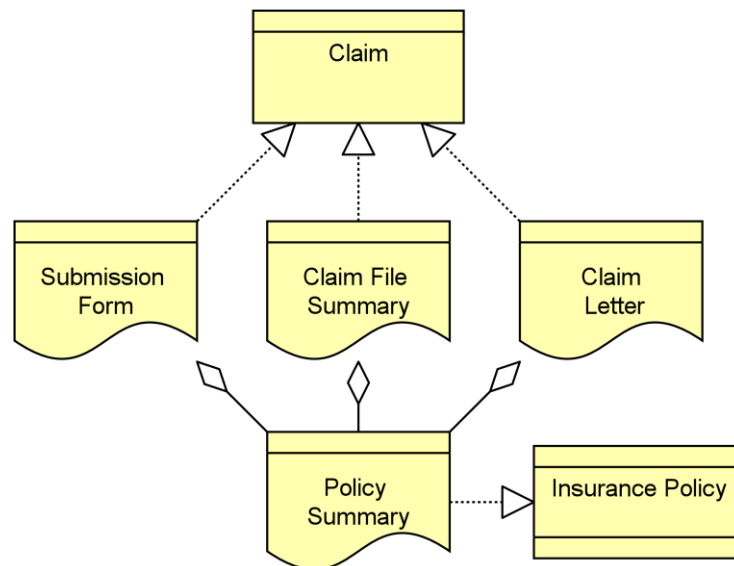 Claim
Submission
Form
Claim File
Summary
Claim
Letter
Policy
Summary
Insurance Policy